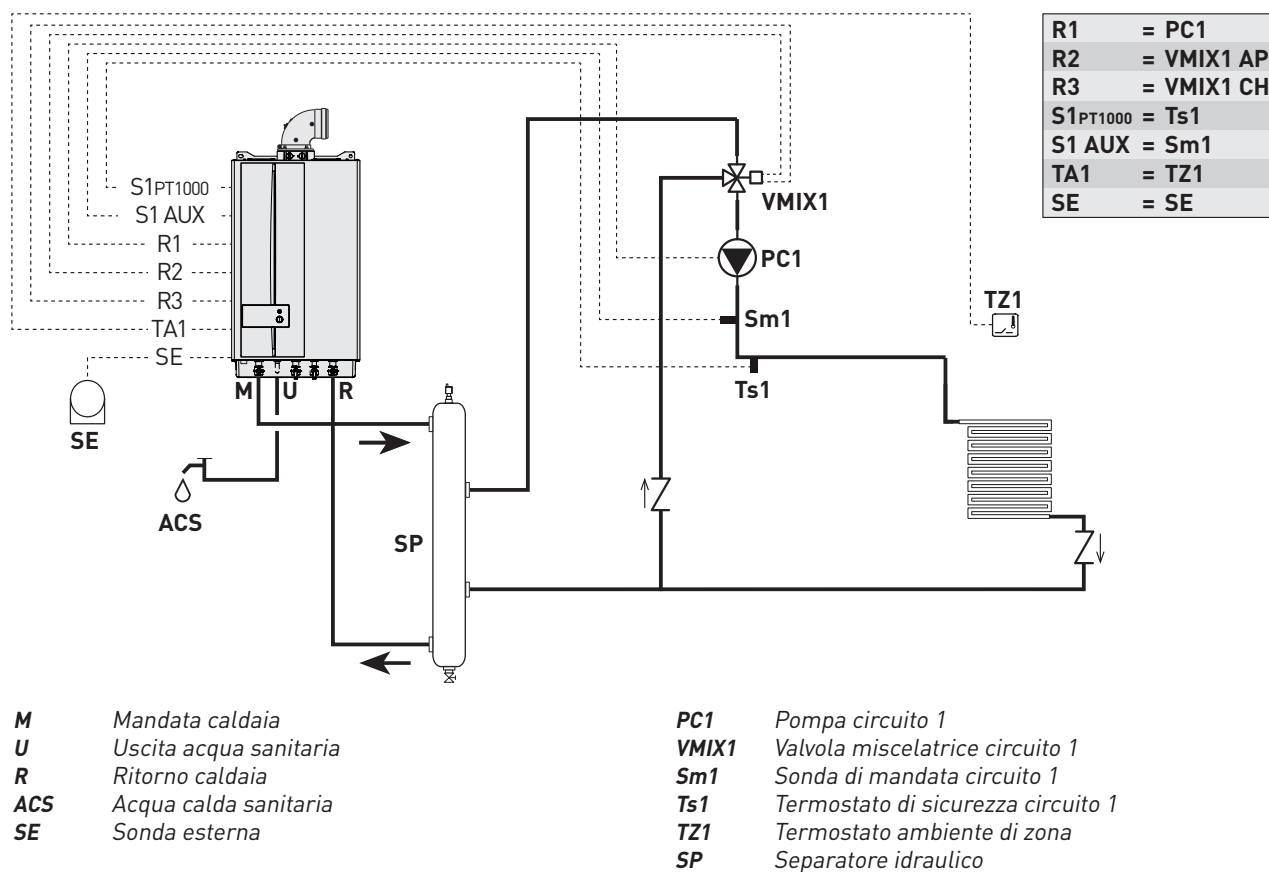 R1 = PC1
R2 = VMIX1 AP
R3 = VMIX1 CH
S1PT1000 = Ts1
S1 AUX = Sm1
TA1 = TZ1
SE = SE
S1PT1000
S1 AUX
R1
R2
R3
TA1
SE
VMIX1
PC1
Sm1
Ts1
TZ1
M U R
SE
ACS
SP
M Mandata caldaia
U Uscita acqua sanitaria
R Ritorno caldaia
ACS Acqua calda sanitaria
SE Sonda esterna
PC1 Pompa circuito 1
VMIX1 Valvola miscelatrice circuito 1
Sm1 Sonda di mandata circuito 1
Ts1 Termostato di sicurezza circuito 1
TZ1 Termostato ambiente di zona
SP Separatore idraulico